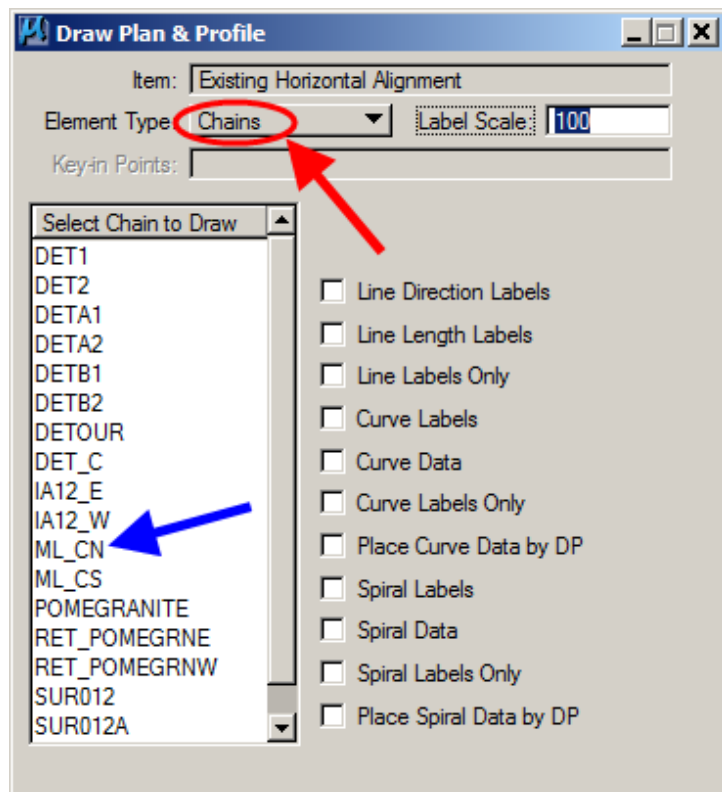 Draw Plan & Profile
Item: Existing Horizontal Alignment
Element Type: Chains Label Scale: 100
Key-in Points:
Select Chain to Draw
DET1
DET2
DETA1
DETA2
DETB1
DETB2
DETOUR
DET_C
IA12_E
IA12_W
ML_CN
ML_CS
POMEGRANITE
RET_POMEGRNE
RET_POMEGRNW
SUR012
SUR012A
Line Direction Labels
Line Length Labels
Line Labels Only
Curve Labels
Curve Data
Curve Labels Only
Place Curve Data by DP
Spiral Labels
Spiral Data
Spiral Labels Only
Place Spiral Data by DP